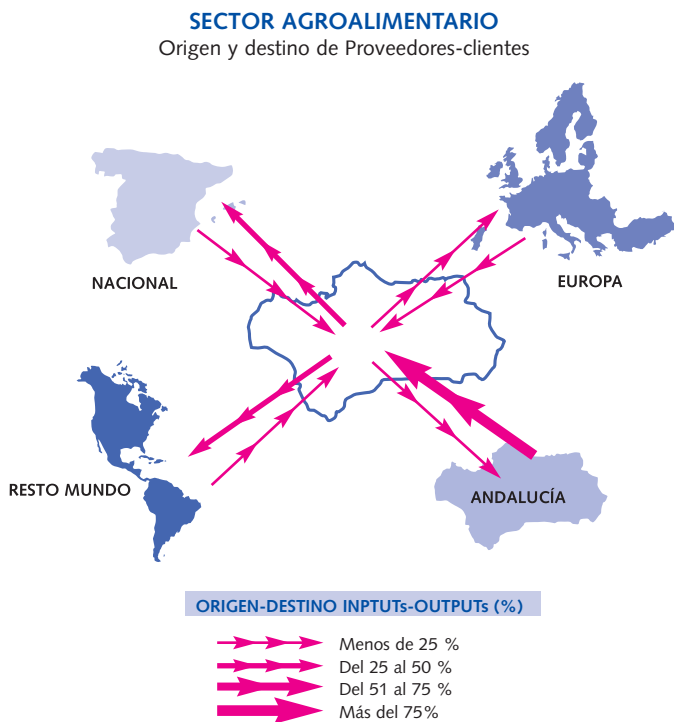 SECTOR AGROALIMENTARIO
Origen y destino de Proveedores-clientes
NACIONAL
EUROPA
RESTO MUNDO
ANDALUCÍA
ORIGEN-DESTINO INPTUTs-OUTPUTs (%)
Menos de 25 %
Del 25 al 50 %
Del 51 al 75 %
Más del 75%